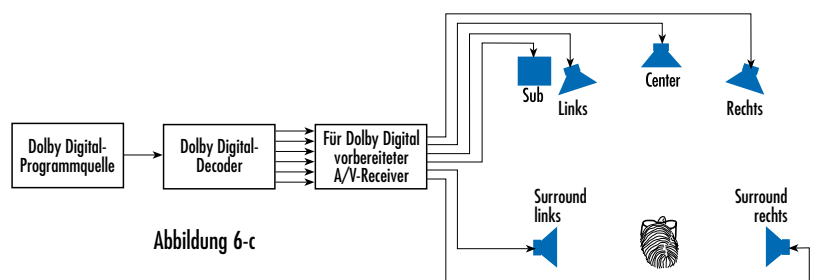 Dolby Digital-
Programmquelle
Dolby Digital-
Decoder
Für Dolby Digital
vorbereiteter
A/V-Receiver
Sub
Links
Center
Rechts
Surround
links
Surround
rechts
Abbildung 6-c